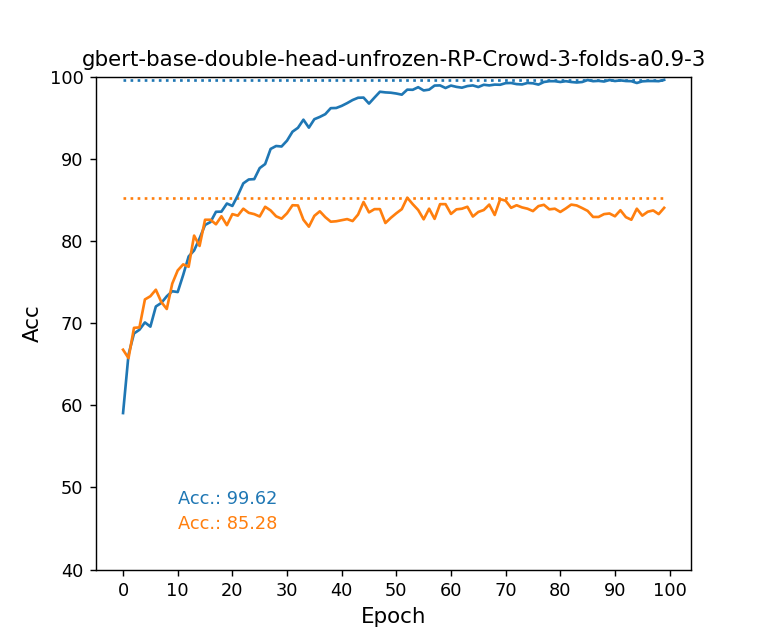 gbert-base-double-head-unfrozen-RP-Crowd-3-folds-a0.9-3
100
90
80
70
60
50
40
Acc
Acc.: 99.62
Acc.: 85.28
0 10 20 30 40 50 60 70 80 90 100
Epoch